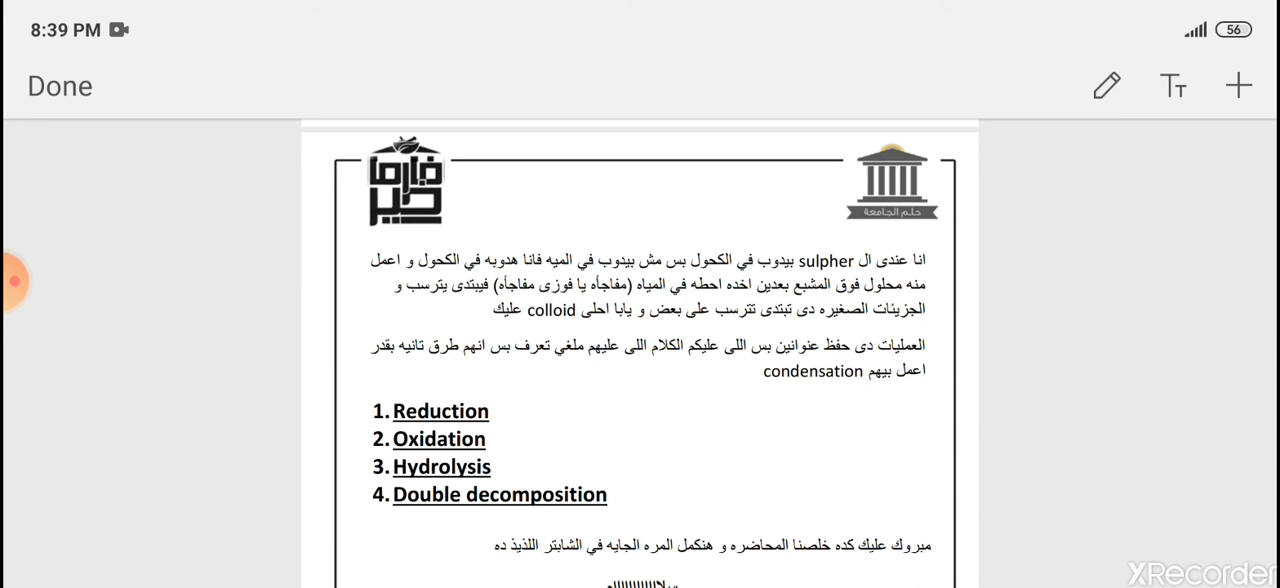 8:39 PM
56
Done
فارما
طير
حلم الجامعة
انا عندى ال sulpher بيدوب في الكحول بس مش بيدوب في الميه فانا هدوبه في الكحول و اعمل
منه محلول فوق المشبع بعدين اخده احطه في المياه (مفاجأه يا فوزى مفاجأه) فيبتدى يترسب و
الجزيئات الصغيره دى تبتدى تترسب على بعض و يابا احلى colloid عليك
العمليات دى حفظ عنوانين بس اللى عليكم الكلام اللى عليهم ملغي تعرف بس انهم طرق تانيه بقدر
اعمل بيهم condensation
1. Reduction
2. Oxidation
3. Hydrolysis
4. Double decomposition
مبروك عليك كده خلصنا المحاضره و هنكمل المره الجايه في الشابتر اللذيذ ده
XRecorder